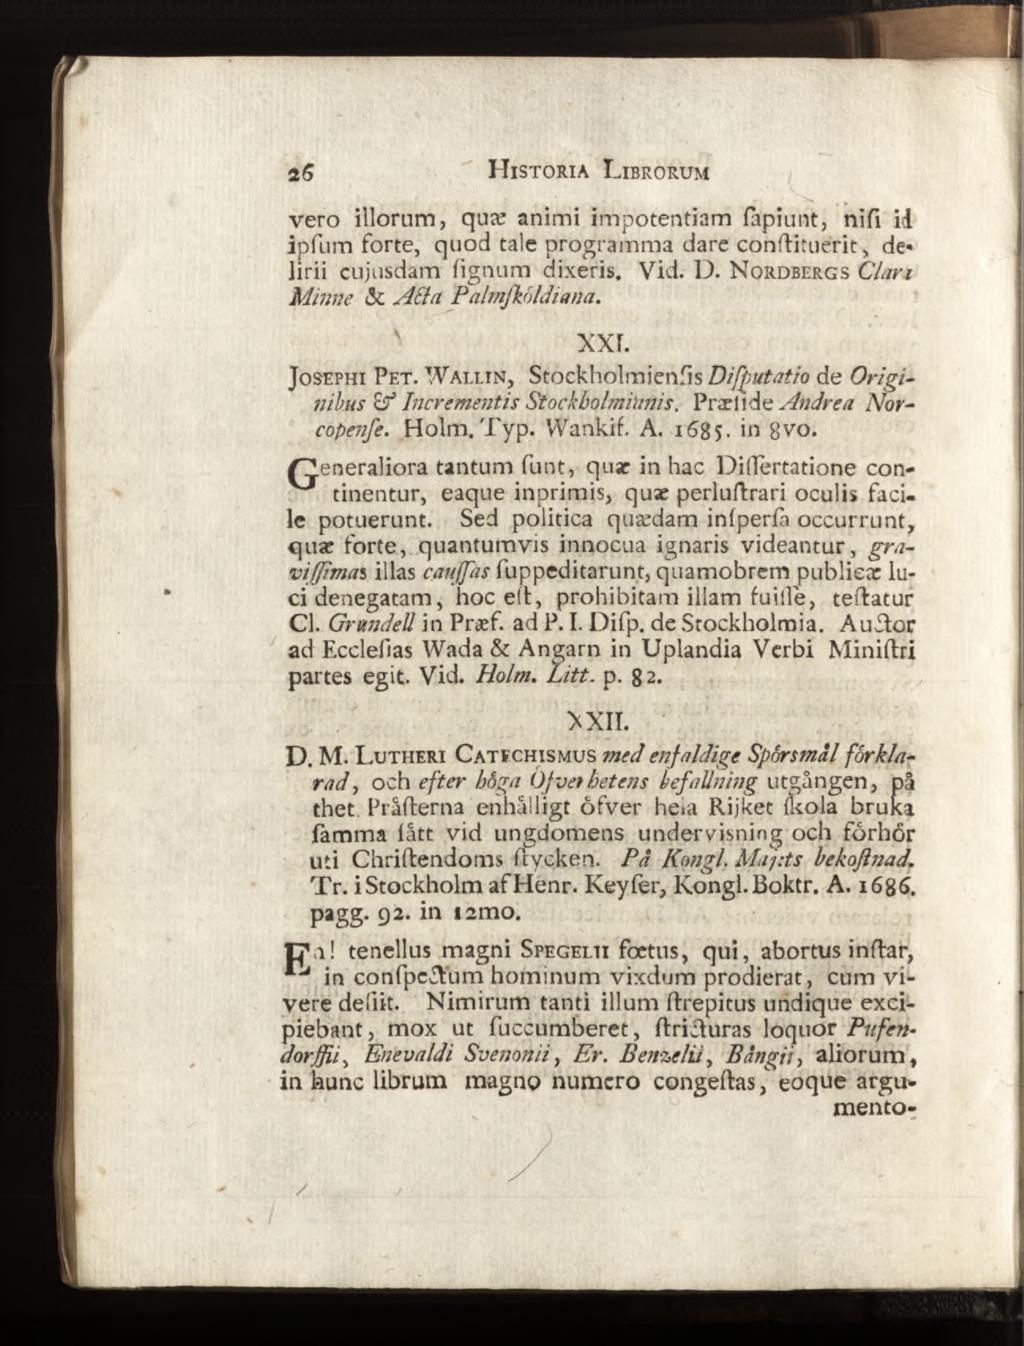 26 HISTORIA LIBRORUM
vero illorum, quæ animi impotentiam ſapiunt, niſi id
ipſum forte, quod tale programma dare conſtituerit, de-
lirii cujusdam ſignum dixeris. Vid. D. NORDBERGS Clara
Minne & Acta Palmſköldiana.
XXI.
JOSEPHI PET. WALLIN, Stockholmienſis Diſputatio de Origi-
nibus & Incrementis Stockholmianis. Præſide Andrea Nor-
copenſe. Holm. Typ. Wankif. A. 1685. in 8vo.
Generaliora tantum ſunt, quæ in hac Diſſertatione con-
tinentur, eaque inprimis, quæ perluſtrari oculis faci-
le potuerunt. Sed politica quædam inſperſa occurrunt,
quæ forte, quantumvis innocua ignaris videantur, gra-
viſſimas illas cauſſas ſuppeditarunt, quamobrem publicæ lu-
ci denegatam, hoc eſt, prohibitam illam fuiſſe, teſtatur
Cl. Grundell in Præf. ad P. I. Diſp. de Stockholmia. Auctor
ad Eccleſias Wada & Angarn in Uplandia Verbi Miniſtri
partes egit. Vid. Holm. Litt. p. 82.
XXII.
D. M. LUTHERI CATECHISMUS med enfaldige Spörsmål förkla-
rad, och efter höga Öfverhetens befallning utgången, på
thet Präſterna enhälligt öfver hela Rijket ſkola bruka
ſamma ſätt vid ungdomens undervisning och förhör
uti Chriſtendoms ſtycken. På Kongl. Maj:ts bekoſtnad.
Tr. i Stockholm af Henr. Keyſer, Kongl. Boktr. A. 1686.
pagg. 92. in 12mo.
En! tenellus magni SPEGELII fœtus, qui, abortus inſtar,
in conſpectum hominum vixdum prodierat, cum vi-
vere deſiit. Nimirum tanti illum ſtrepitus undique exci-
piebant, mox ut ſuccumberet, ſtricturas loquor Pufen-
dorffii, Enevaldi Svenonii, Er. Benzelii, Bångii, aliorum,
in hunc librum magno numero congeſtas, eoque argu-
mento-